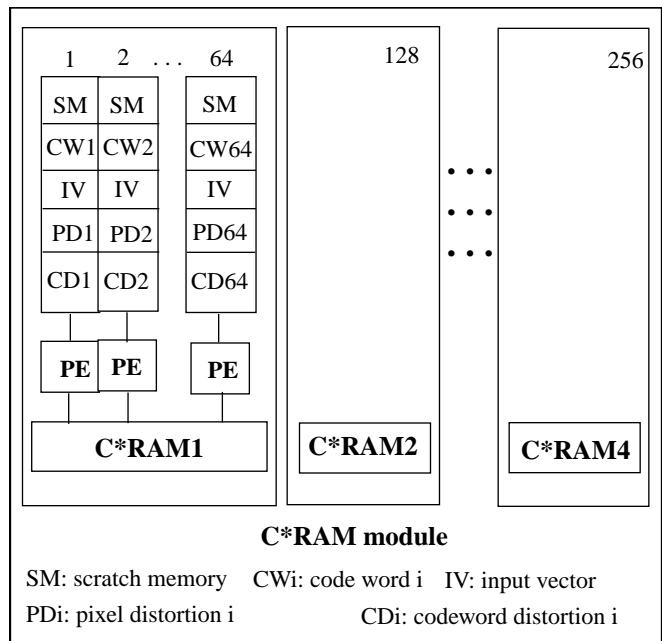 1 2 . . . 64 128 256
SM SM SM
CW1 CW2 CW64
IV IV IV
PD1 PD2 PD64
CD1 CD2 CD64
PE PE PE
C*RAM1 C*RAM2 C*RAM4
C*RAM module
SM: scratch memory CWi: code word i IV: input vector
PDi: pixel distortion i CDi: codeword distortion i